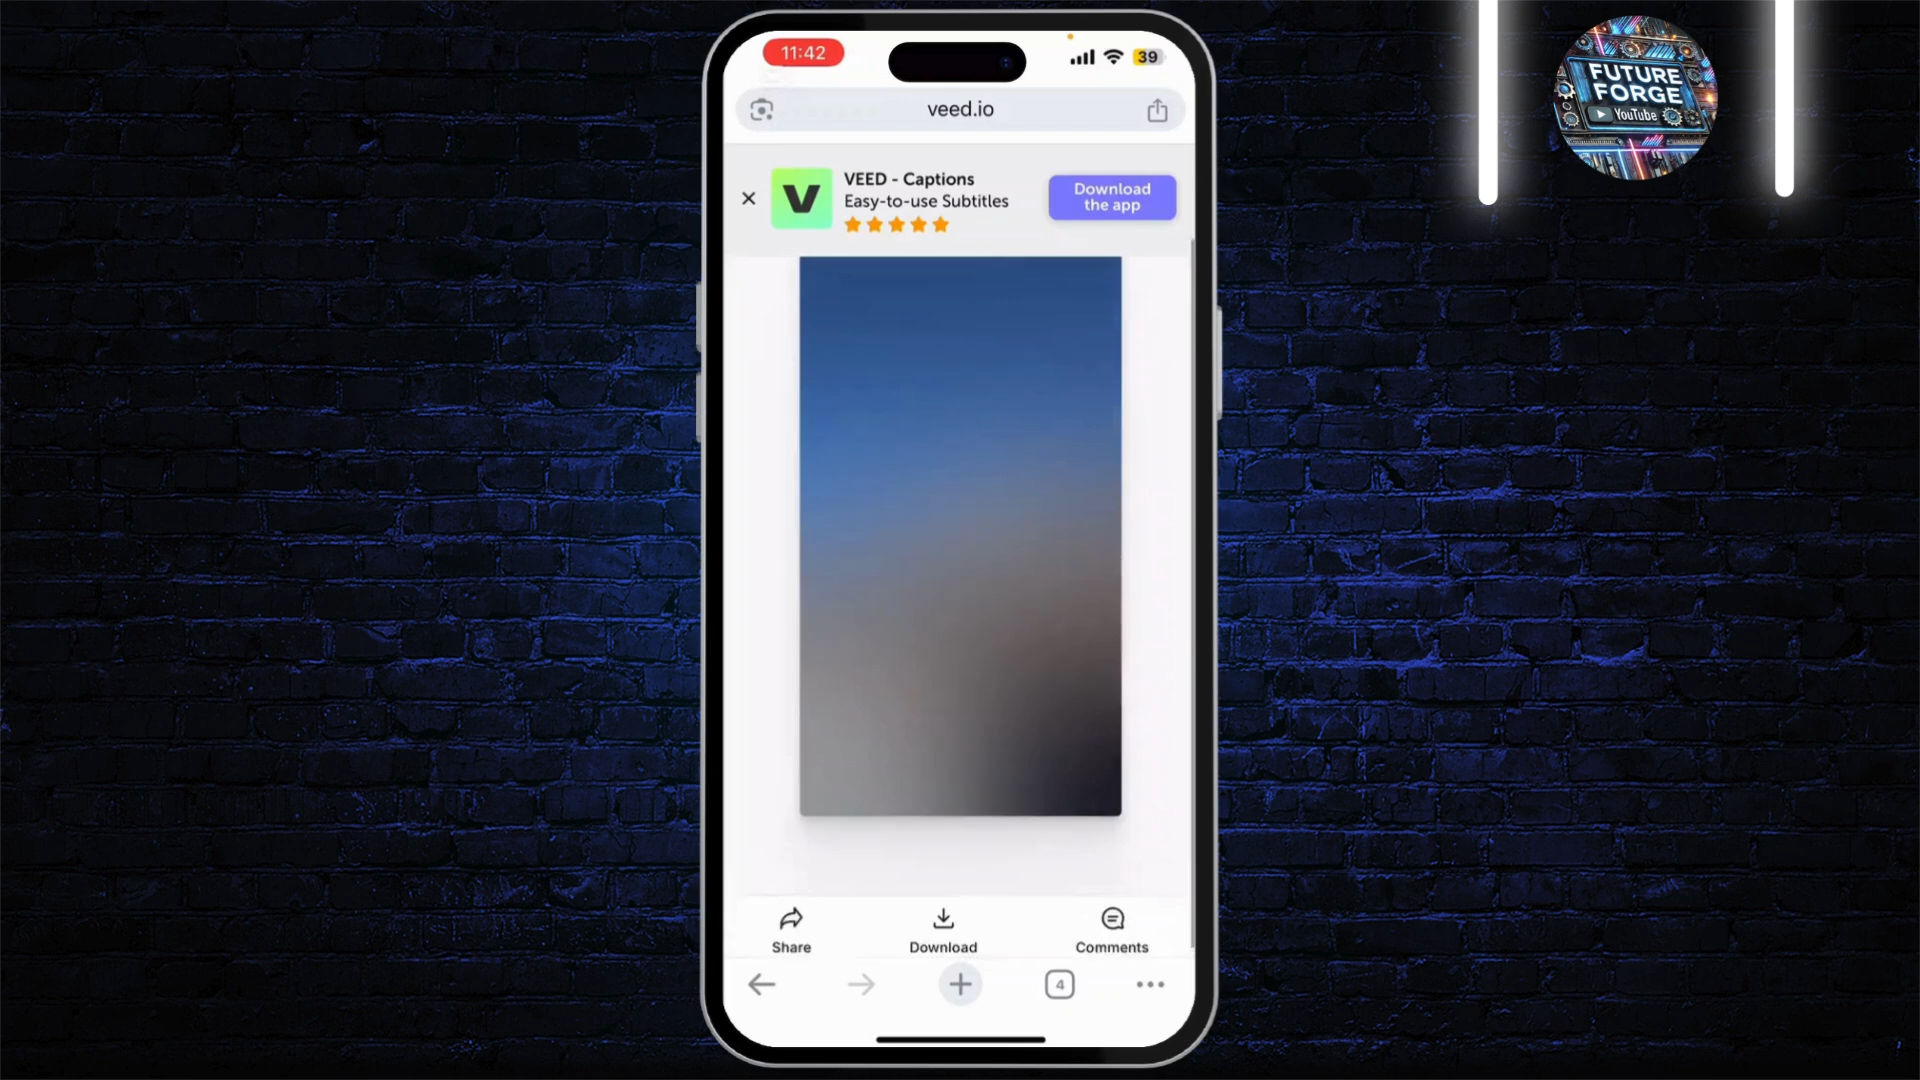 11:42
39
veed.io
VEED - Captions
Easy-to-use Subtitles
Download
the app
Share
Download
Comments
4
FUTURE
FORGE
YouTube